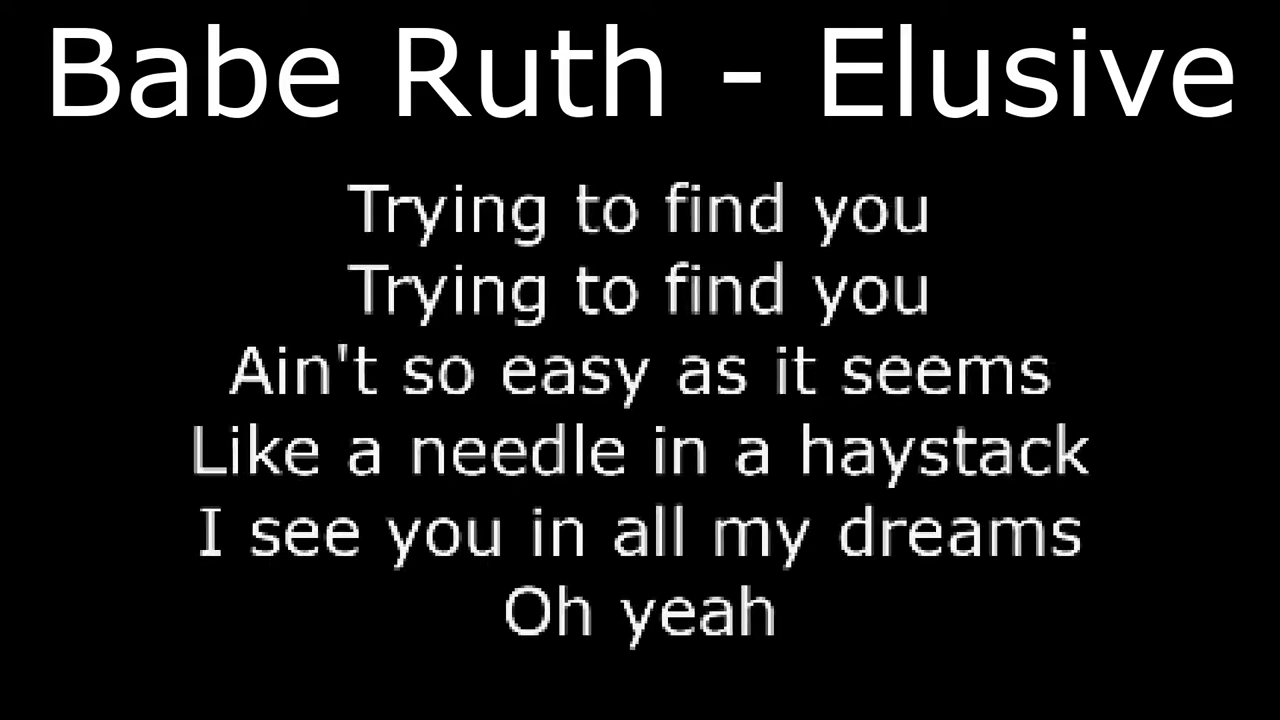 Babe Ruth - Elusive
Trying to find you
Trying to find you
Ain't so easy as it seems
Like a needle in a haystack
I see you in all my dreams
Oh yeah